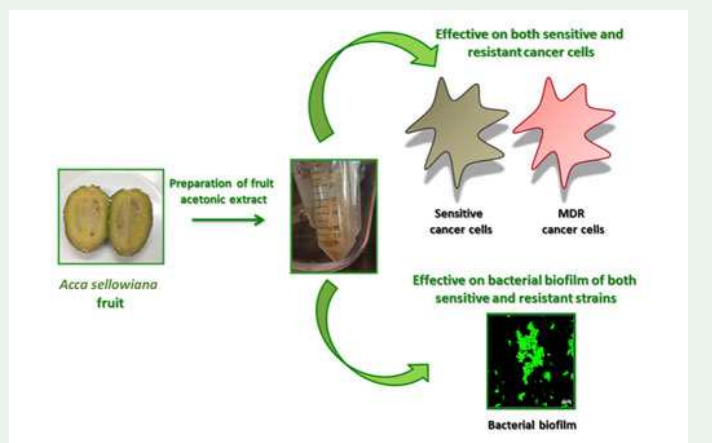 Effective on both sensitive and
resistant cancer cells
Preparation of fruit
acetonic extract
Sensitive
cancer cells
MDR
cancer cells
Acca sellowiana
fruit
Effective on bacterial biofilm of both
sensitive and resistant strains
Bacterial biofilm